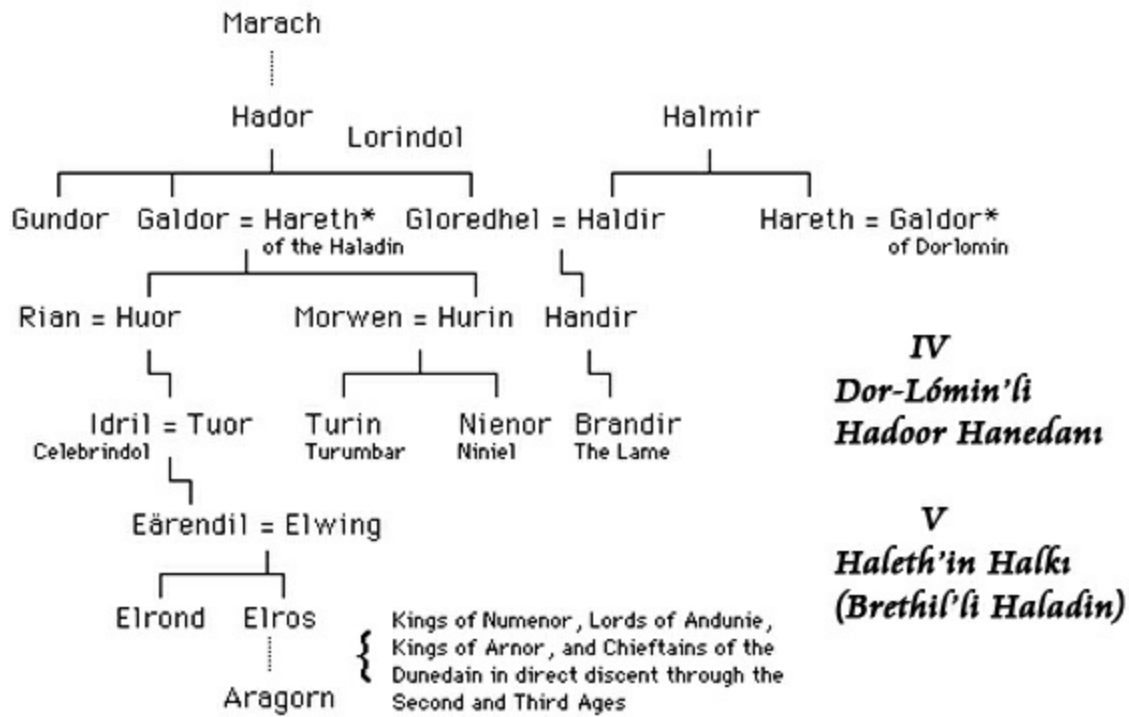 Marach
Hador
Lorindol
Halmir
Gundor Galdor = Hareth* Gloredhel = Haldir Hareth = Galdor*
of the Haladin of Dorlomin
Rian = Huor Morwen = Hurin Handir
IV
Dor-Lómin'li
Hadoor Hanedanı
Idril = Tuor Turin Nienor Brandir
Celebrindol Turumbar Niniel The Lame
V
Haleth'in Halkı
(Brethil'li Haladin)
Eärendil = Elwing
Elrond Elros
Kings of Numenor, Lords of Andunie,
Kings of Arnor, and Chieftains of the
Dunedain in direct discent through the
Second and Third Ages
Aragorn